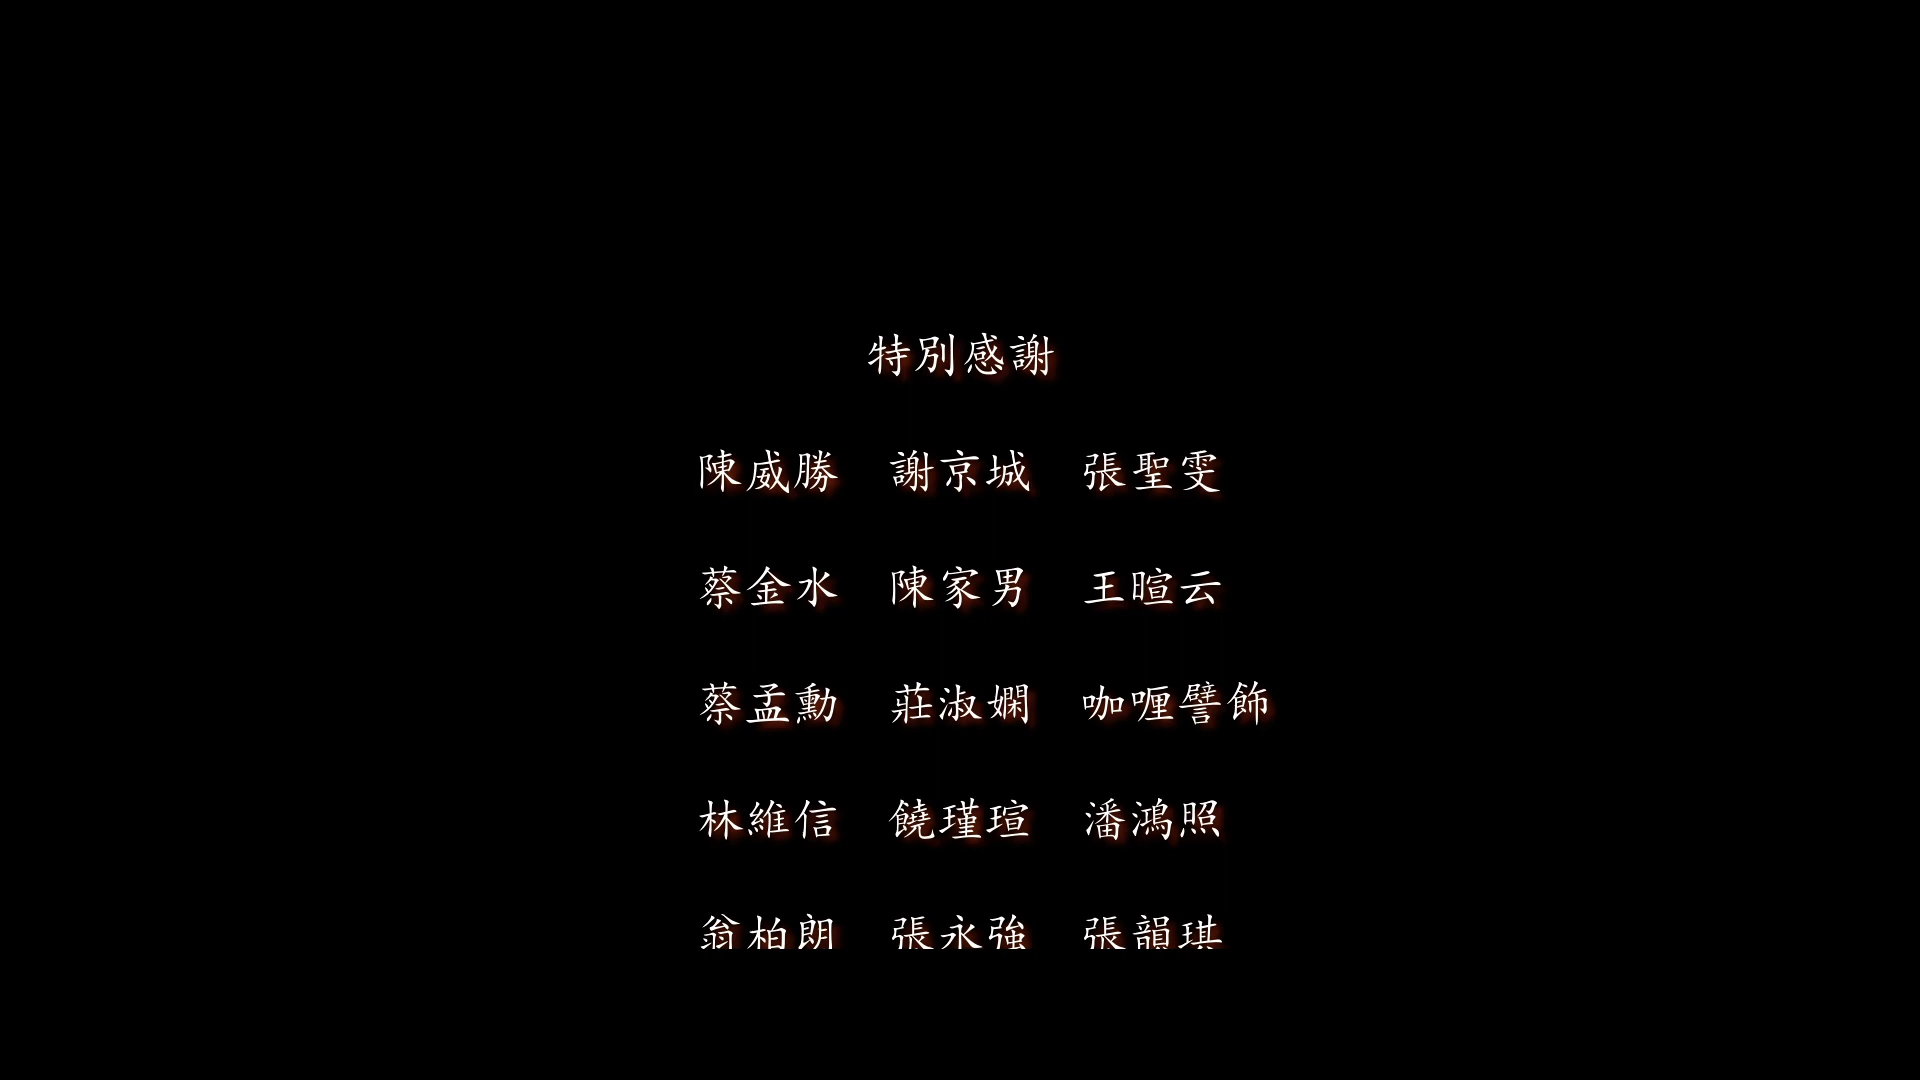 特別感謝
陳威勝 謝京城 張聖雯
蔡金水 陳家男 王暄云
蔡孟勳 莊淑嫻 咖喱譬飾
林維信 饒瑾瑄 潘鴻照
翁柏朗 張永強 張韻琪